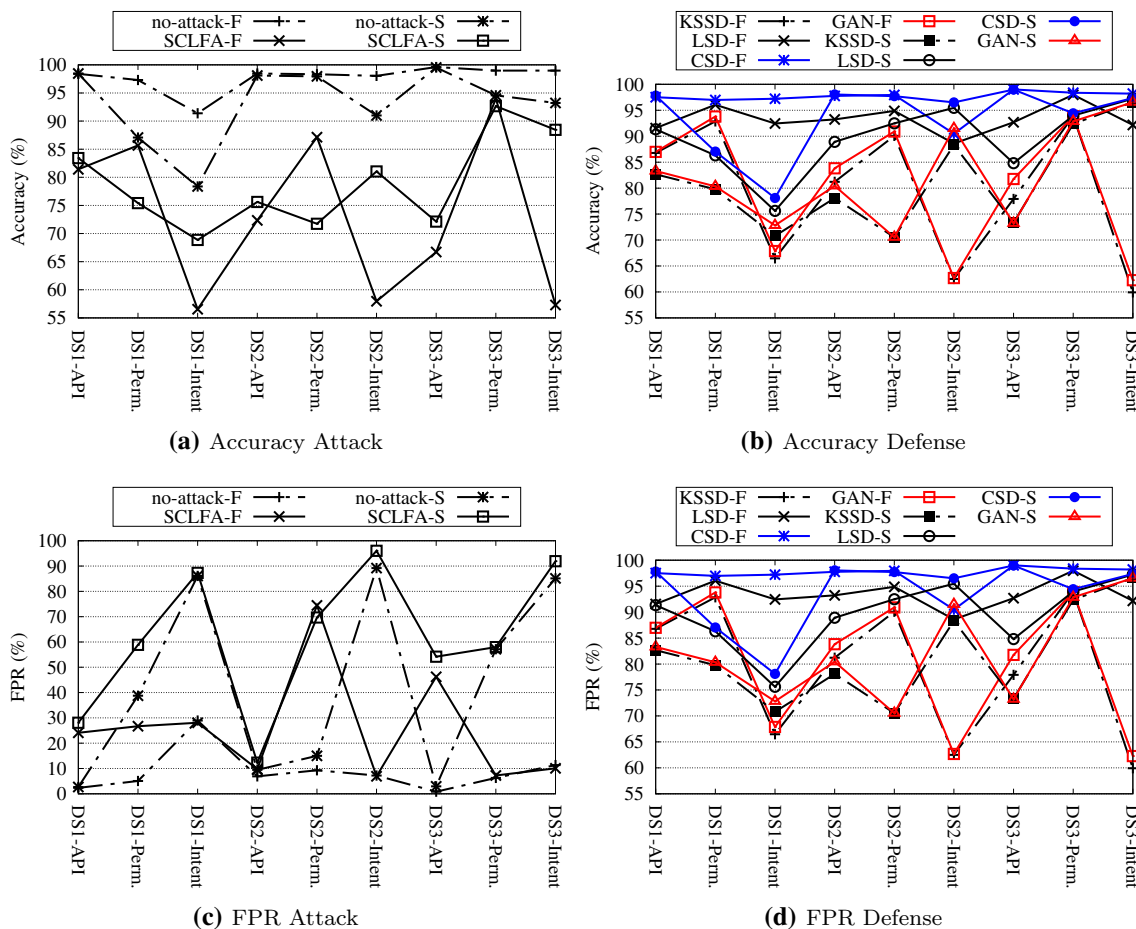 no-attack-F
SCLFA-F
no-attack-S
SCLFA-S
Accuracy (%)
100
95
90
85
80
75
70
65
60
55
DS1-API
DS1-Perm.
DS1-Intent
DS2-API
DS2-Perm.
DS2-Intent
DS3-API
DS3-Perm.
DS3-Intent
(a) Accuracy Attack
KSSD-F
LSD-F
CSD-F
GAN-F
KSSD-S
LSD-S
CSD-S
GAN-S
Accuracy (%)
100
95
90
85
80
75
70
65
60
55
DS1-API
DS1-Perm.
DS1-Intent
DS2-API
DS2-Perm.
DS2-Intent
DS3-API
DS3-Perm.
DS3-Intent
(b) Accuracy Defense
no-attack-F
SCLFA-F
no-attack-S
SCLFA-S
FPR (%)
100
90
80
70
60
50
40
30
20
10
0
DS1-API
DS1-Perm.
DS1-Intent
DS2-API
DS2-Perm.
DS2-Intent
DS3-API
DS3-Perm.
DS3-Intent
(c) FPR Attack
KSSD-F
LSD-F
CSD-F
GAN-F
KSSD-S
LSD-S
CSD-S
GAN-S
FPR (%)
100
95
90
85
80
75
70
65
60
55
DS1-API
DS1-Perm.
DS1-Intent
DS2-API
DS2-Perm.
DS2-Intent
DS3-API
DS3-Perm.
DS3-Intent
(d) FPR Defense